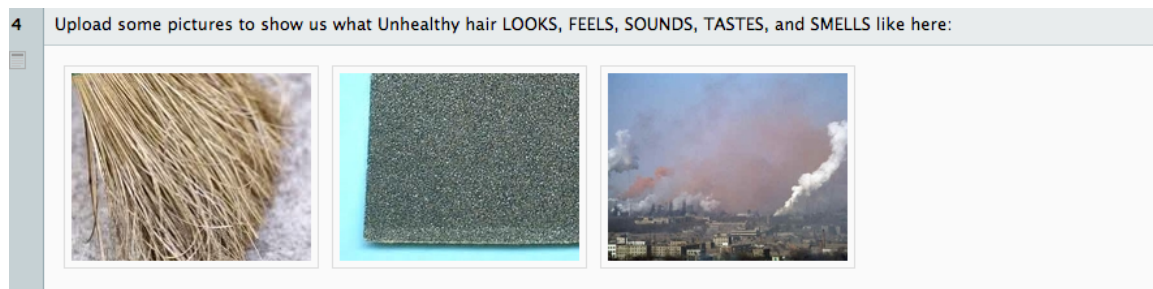 4 Upload some pictures to show us what Unhealthy hair LOOKS, FEELS, SOUNDS, TASTES, and SMELLS like here: